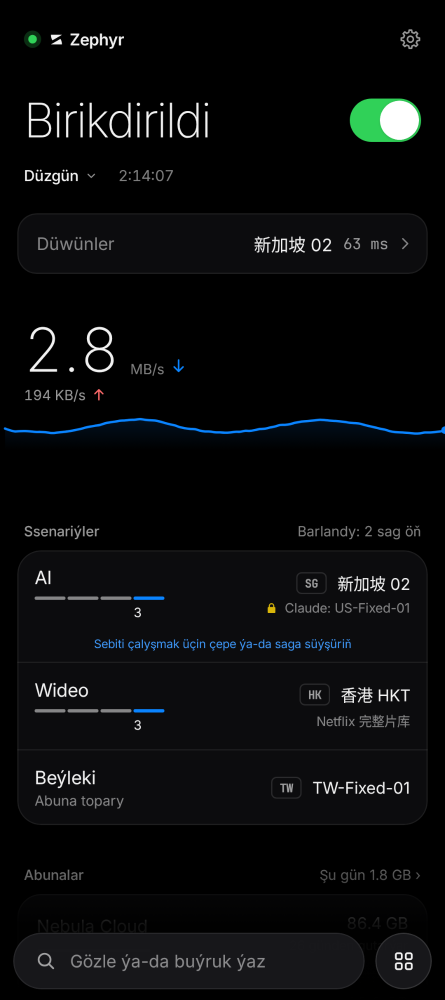 Zephyr
Birikdirildi
Düzgün 2:14:07
Düwünler 新加坡 02 63 ms
2.8 MB/s ↓
194 KB/s ↑
Ssenariýler Barlandy: 2 sag öň
AI SG 新加坡 02
3 Claude: US-Fixed-01
Sebiti çalyşmak üçin çepe ýa-da saga süýşüriň
Wideo HK 香港 HKT
3 Netflix 完整片库
Beýleki TW TW-Fixed-01
Abuna topary
Abunalar Şu gün 1.8 GB ›
Nebula Cloud 86.4 GB
Gözle ýa-da buýruk ýaz